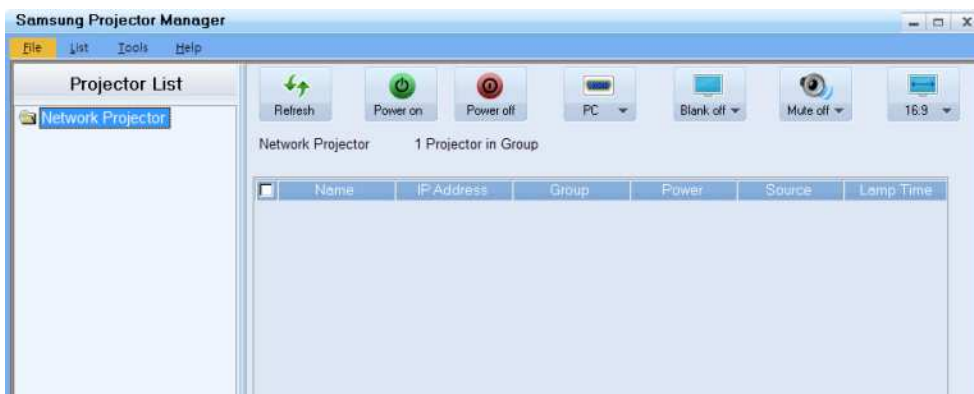 Samsung Projector Manager
File List Tools Help
Projector List
Network Projector
Refresh Power on Power off PC Blank off Mute off 16:9
Network Projector 1 Projector in Group
Name IP Address Group Power Source Lamp Time